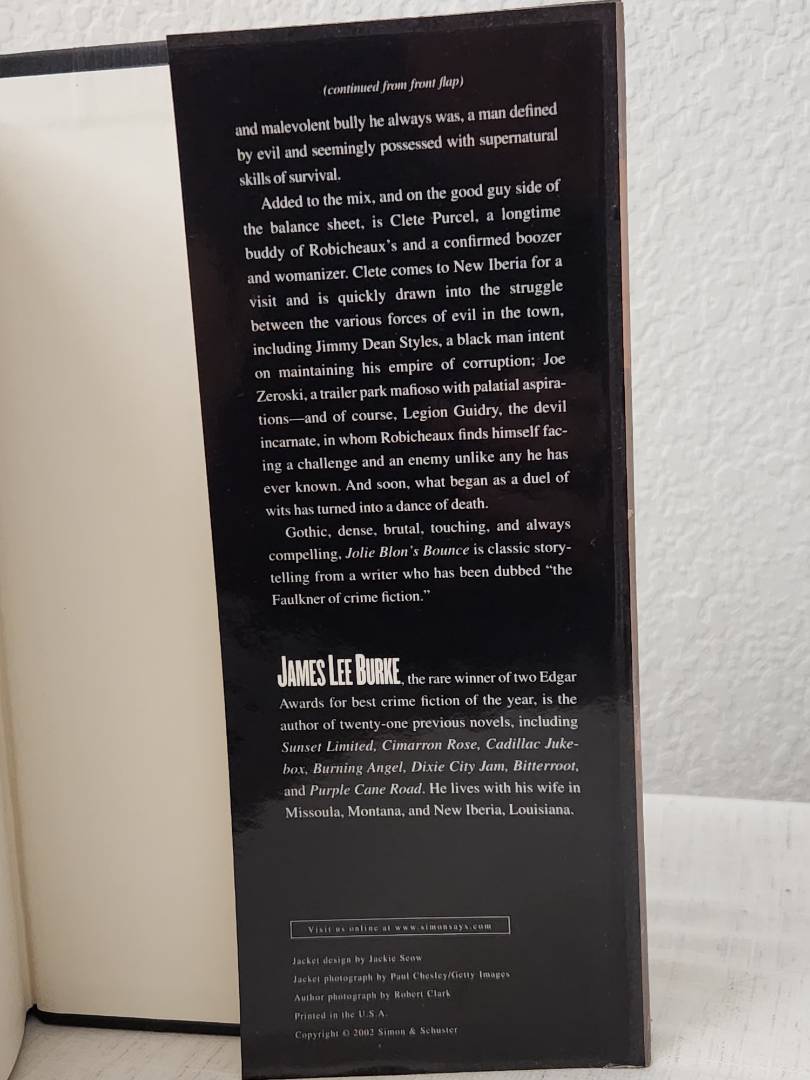 (continued from front flap)
and malevolent bully he always was, a man defined
by evil and seemingly possessed with supernatural
skills of survival.
Added to the mix, and on the good guy side of
the balance sheet, is Clete Purcel, a longtime
buddy of Robicheaux's and a confirmed boozer
and womanizer. Clete comes to New Iberia for a
visit and is quickly drawn into the struggle
between the various forces of evil in the town,
including Jimmy Dean Styles, a black man intent
on maintaining his empire of corruption; Joe
Zeroski, a trailer park mafioso with palatial aspira-
tions—and of course, Legion Guidry, the devil
incarnate, in whom Robicheaux finds himself fac-
ing a challenge and an enemy unlike any he has
ever known. And soon, what began as a duel of
wits has turned into a dance of death.
Gothic, dense, brutal, touching, and always
compelling, Jolie Blon's Bounce is classic story-
telling from a writer who has been dubbed “the
Faulkner of crime fiction.”
JAMES LEE BURKE, the rare winner of two Edgar
Awards for best crime fiction of the year, is the
author of twenty-one previous novels, including
Sunset Limited, Cimarron Rose, Cadillac Juke-
box, Burning Angel, Dixie City Jam, Bitterroot,
and Purple Cane Road. He lives with his wife in
Missoula, Montana, and New Iberia, Louisiana.
Visit us online at www.simonsays.com
Jacket design by Jackie Seow
Jacket photograph by Paul Chesley/Getty Images
Author photograph by Robert Clark
Printed in the U.S.A.
Copyright © 2002 Simon & Schuster